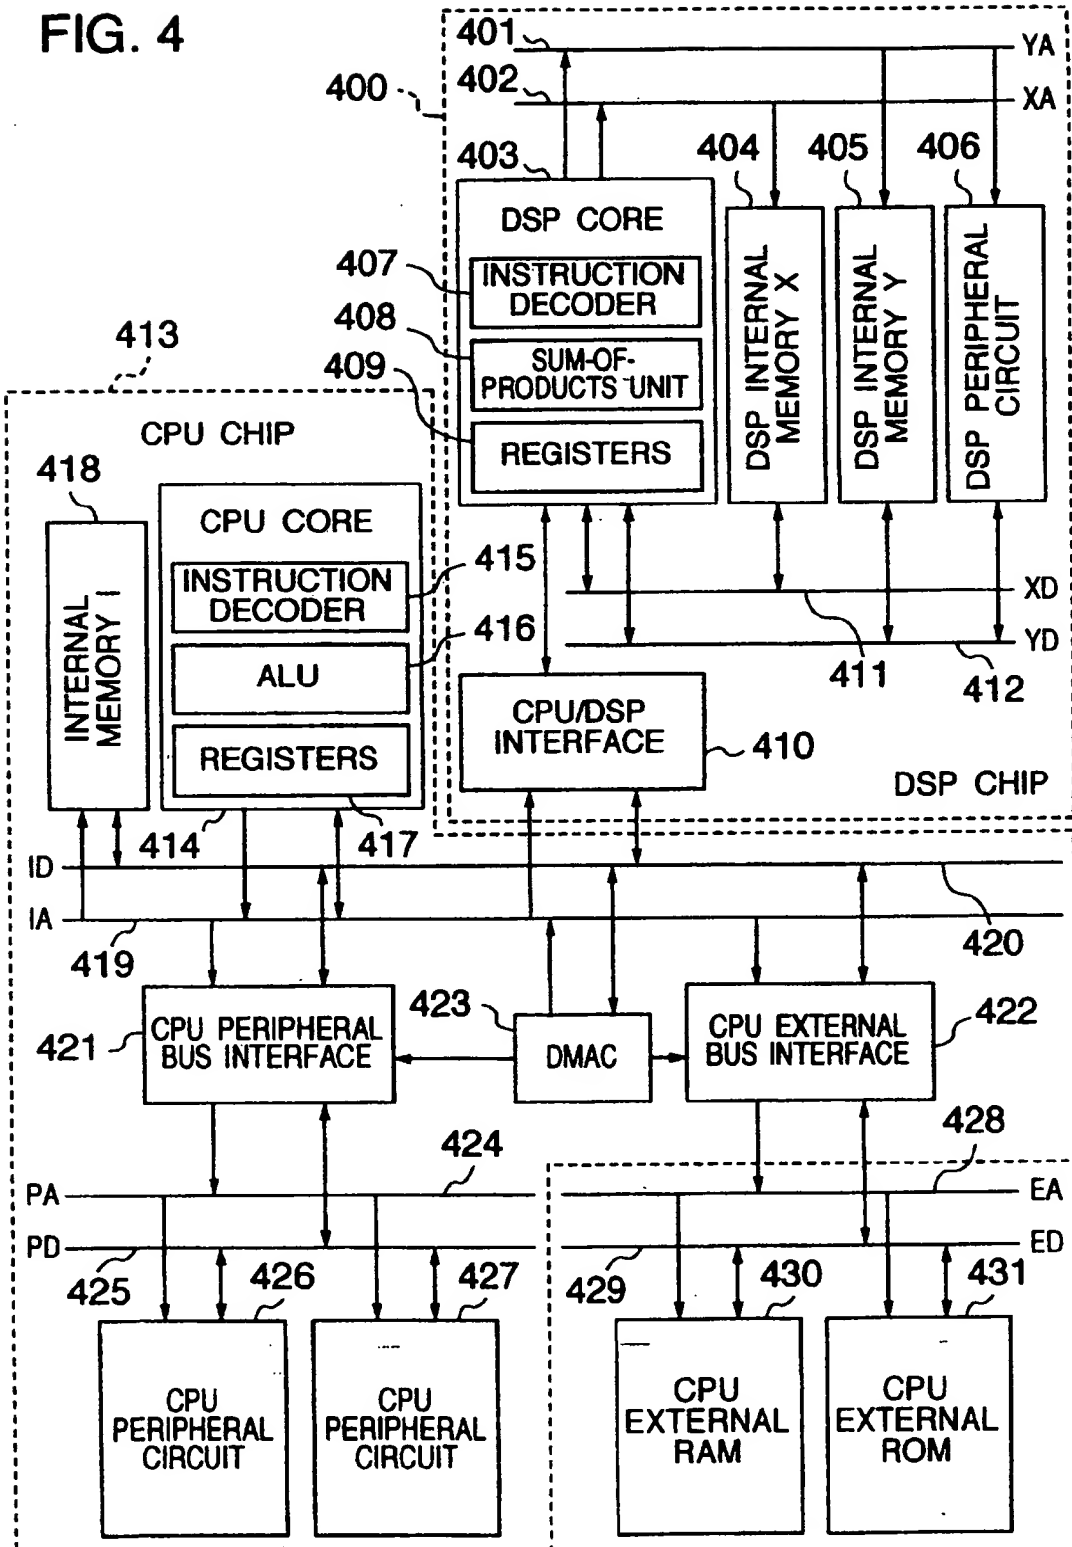 FIG. 4
401
YA
402
XA
400
403
404
405
406
DSP CORE
407
INSTRUCTION
DECODER
408
SUM-OF-
PRODUCTS UNIT
409
REGISTERS
DSP INTERNAL
MEMORY X
DSP INTERNAL
MEMORY Y
DSP PERIPHERAL
CIRCUIT
413
CPU CHIP
418
INTERNAL
MEMORY I
CPU CORE
INSTRUCTION
DECODER
415
ALU
416
REGISTERS
414
417
XD
411
YD
412
CPU/DSP
INTERFACE
410
DSP CHIP
ID
420
IA
419
421
CPU PERIPHERAL
BUS INTERFACE
423
DMAC
CPU EXTERNAL
BUS INTERFACE
422
424
428
PA
EA
PD
ED
425
426
427
429
430
431
CPU
PERIPHERAL
CIRCUIT
CPU
PERIPHERAL
CIRCUIT
CPU
EXTERNAL
RAM
CPU
EXTERNAL
ROM